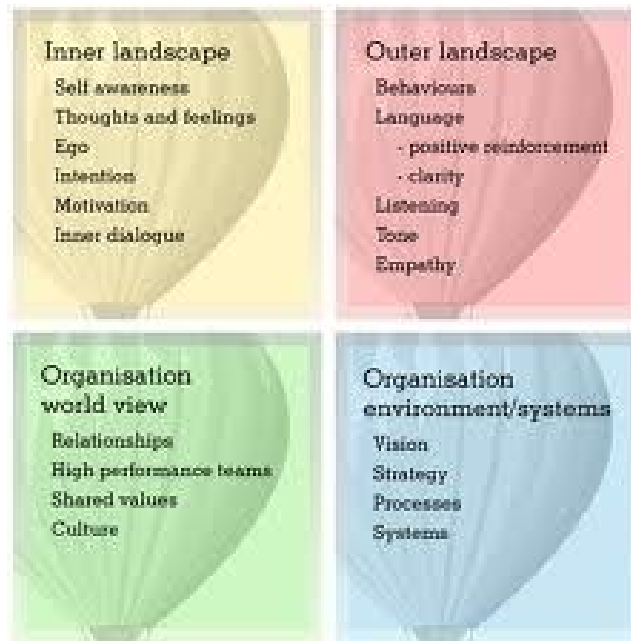 Inner landscape
Self awareness
Thoughts and feelings
Ego
Intention
Motivation
Inner dialogue
Outer landscape
Behaviours
Language
- positive reinforcement
- clarity
Listening
Tone
Empathy
Organisation
world view
Relationships
High performance teams
Shared values
Culture
Organisation
environment/systems
Vision
Strategy
Processes
Systems